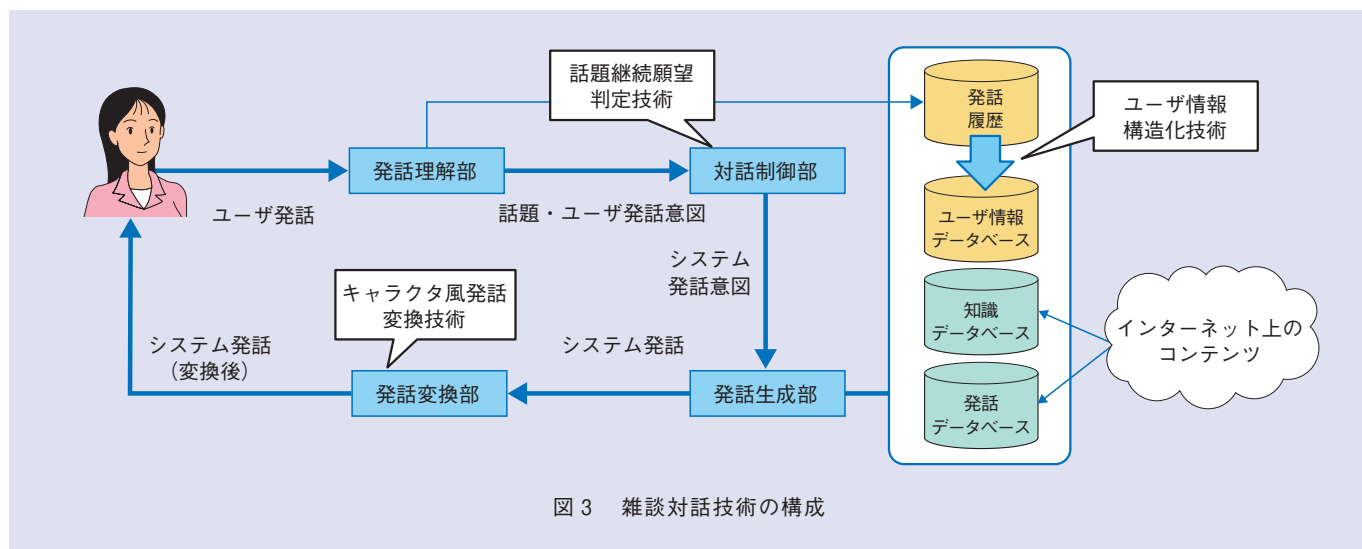 話題継続願望
判定技術
発話
履歴
ユーザ情報
構造化技術
発話理解部
対話制御部
ユーザ発話
話題・ユーザ発話意図
ユーザ情報
データベース
システム
発話意図
キャラクタ風発話
変換技術
知識
データベース
インターネット上の
コンテンツ
システム発話
(変換後)
システム発話
発話変換部
発話生成部
発話
データベース
図3 雑談対話技術の構成